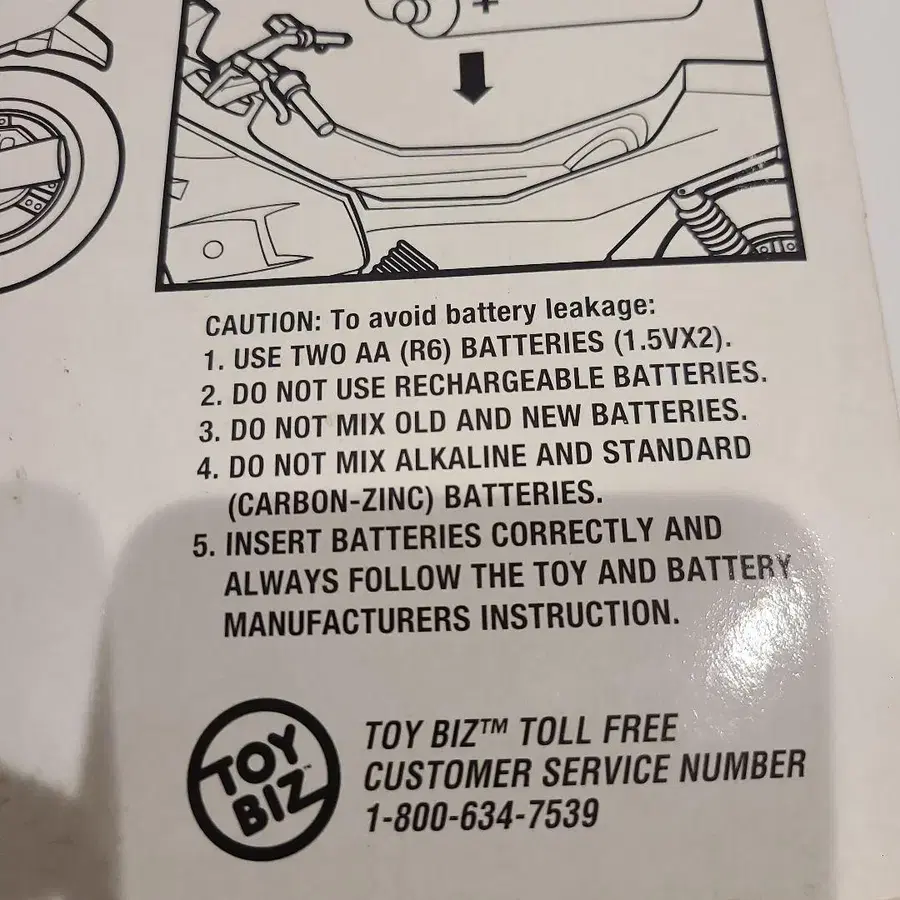 +
CAUTION: To avoid battery leakage:
1. USE TWO AA (R6) BATTERIES (1.5VX2).
2. DO NOT USE RECHARGEABLE BATTERIES.
3. DO NOT MIX OLD AND NEW BATTERIES.
4. DO NOT MIX ALKALINE AND STANDARD
(CARBON-ZINC) BATTERIES.
5. INSERT BATTERIES CORRECTLY AND
ALWAYS FOLLOW THE TOY AND BATTERY
MANUFACTURERS INSTRUCTION.
TOY
BIZ™
TOY BIZ™ TOLL FREE
CUSTOMER SERVICE NUMBER
1-800-634-7539